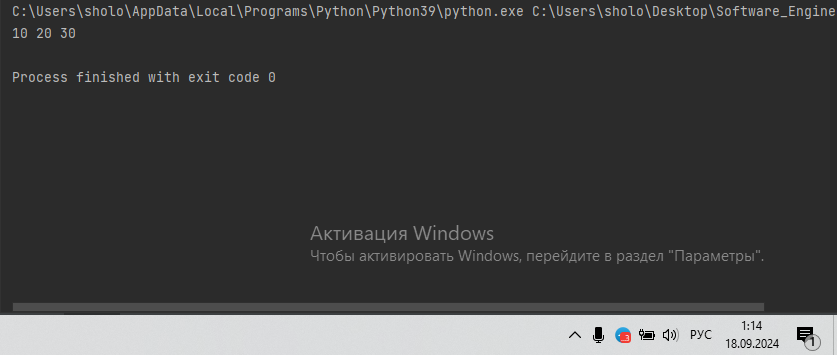 C:\Users\sholo\AppData\Local\Programs\Python\Python39\python.exe C:\Users\sholo\Desktop\Software_Engine
10 20 30
Process finished with exit code 0
Активация Windows
Чтобы активировать Windows, перейдите в раздел "Параметры".
РУС
1:14
18.09.2024
1